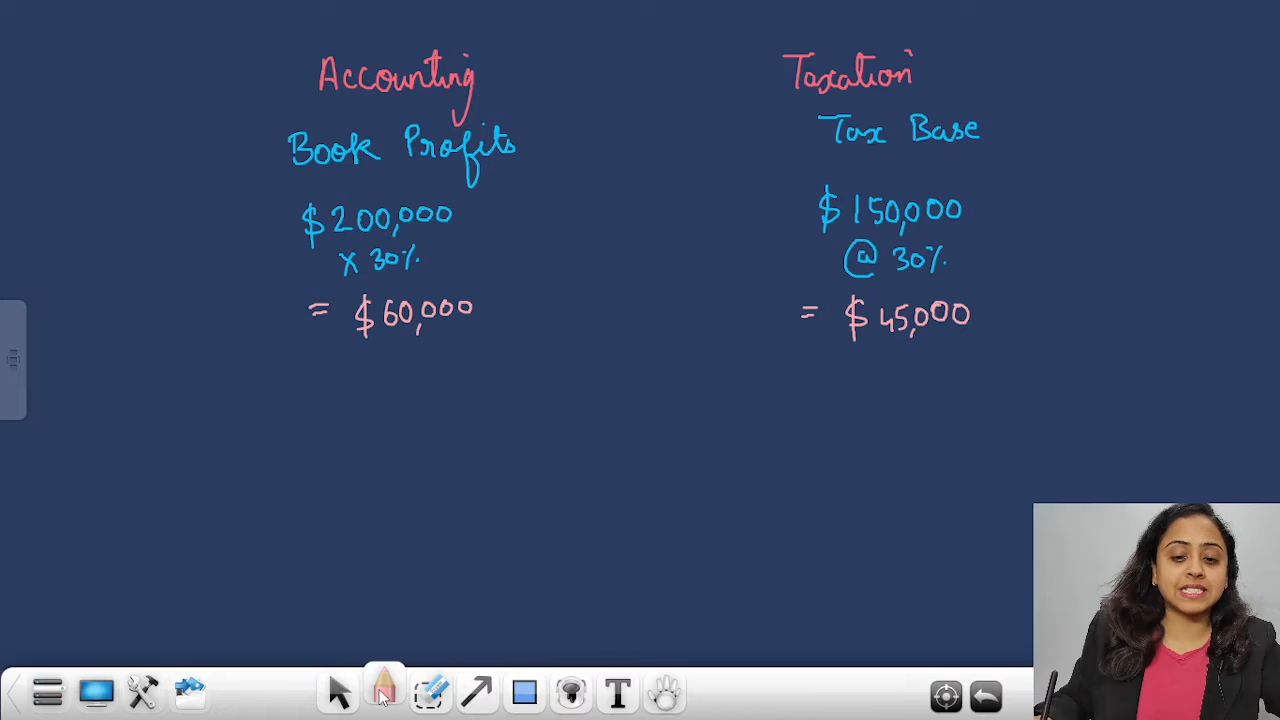 Accounting
Book Profits
$200,000
x 30%
= $60,000
Taxation
Tax Base
$150,000
@ 30%
= $45,000
T